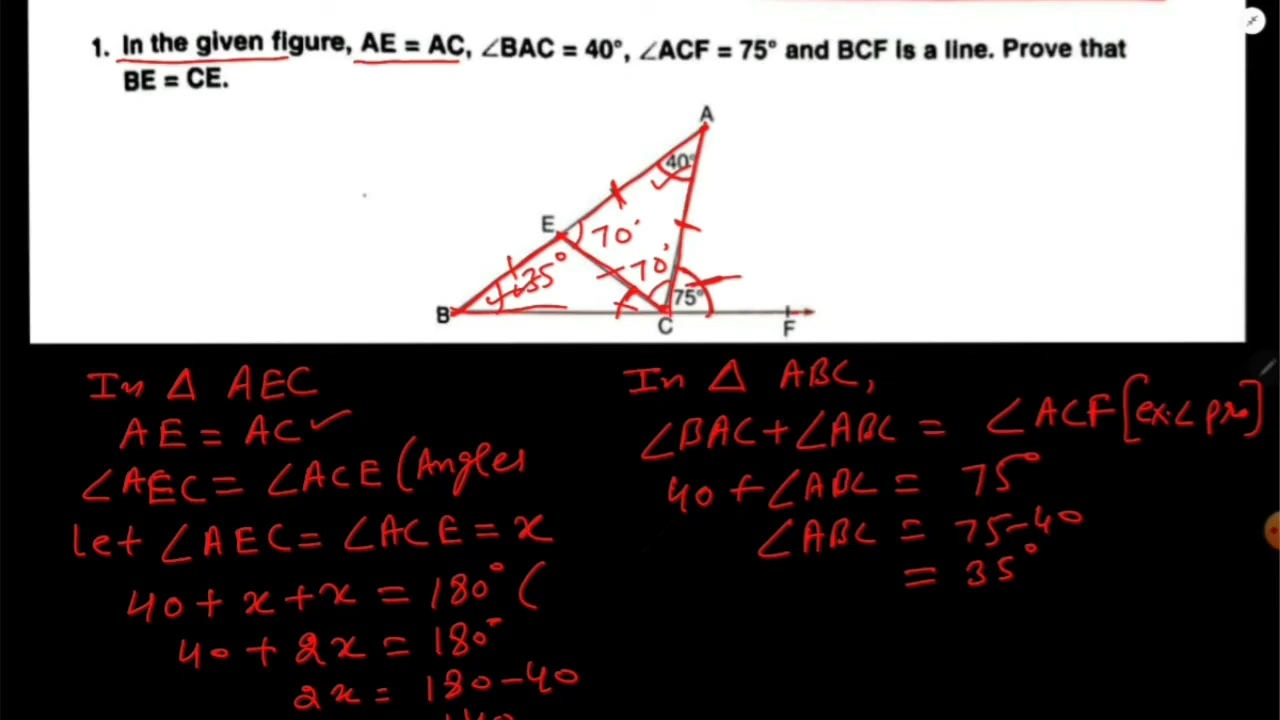 1. In the given figure, AE = AC, ∠BAC = 40°, ∠ACF = 75° and BCF is a line. Prove that
BE = CE.
A
40°
E
70°
35°
70°
75°
B
C
F
In Δ AEC
AE = AC ✓
∠AEC = ∠ACE (Angles
let ∠AEC = ∠ACE = x
40 + x + x = 180° (
40 + 2x = 180°
2x = 180 - 40
140
In Δ ABC,
∠BAC + ∠ABC = ∠ACF [ex.∠ pro]
40 + ∠ABC = 75°
∠ABC = 75-40
= 35°